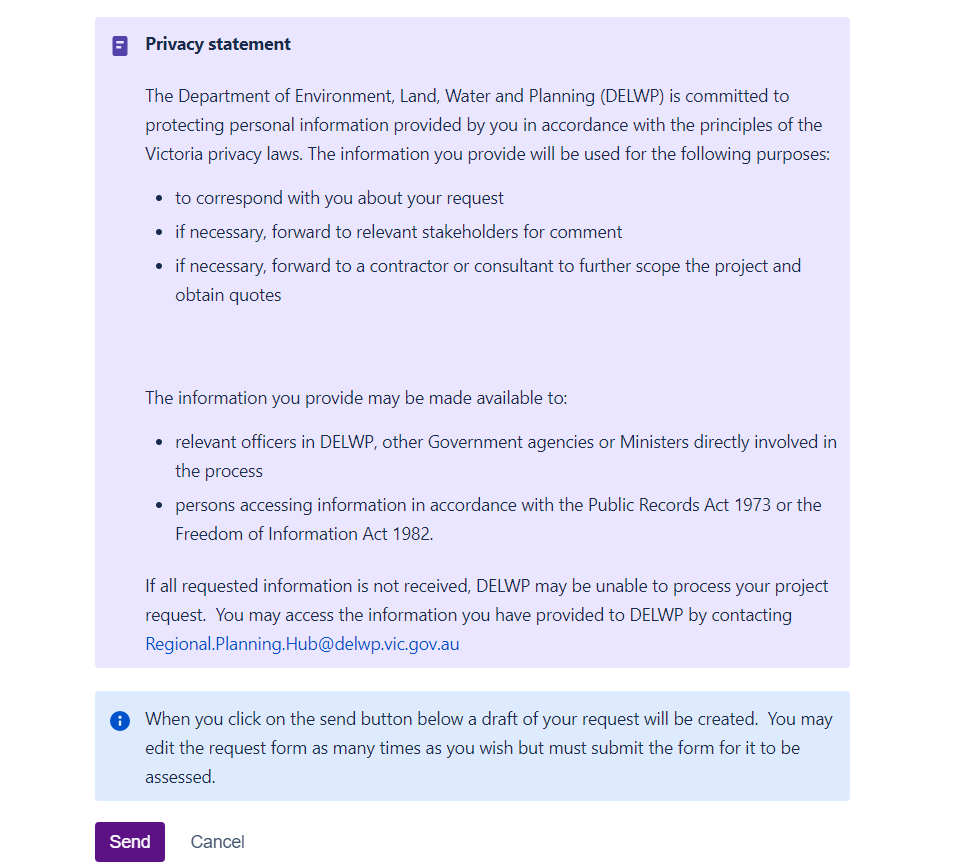 Privacy statement
The Department of Environment, Land, Water and Planning (DELWP) is committed to
protecting personal information provided by you in accordance with the principles of the
Victoria privacy laws. The information you provide will be used for the following purposes:
• to correspond with you about your request
• if necessary, forward to relevant stakeholders for comment
• if necessary, forward to a contractor or consultant to further scope the project and
obtain quotes
The information you provide may be made available to:
• relevant officers in DELWP, other Government agencies or Ministers directly involved in
the process
• persons accessing information in accordance with the Public Records Act 1973 or the
Freedom of Information Act 1982.
If all requested information is not received, DELWP may be unable to process your project
request.  You may access the information you have provided to DELWP by contacting
Regional.Planning.Hub@delwp.vic.gov.au
When you click on the send button below a draft of your request will be created.  You may
edit the request form as many times as you wish but must submit the form for it to be
assessed.
Send Cancel